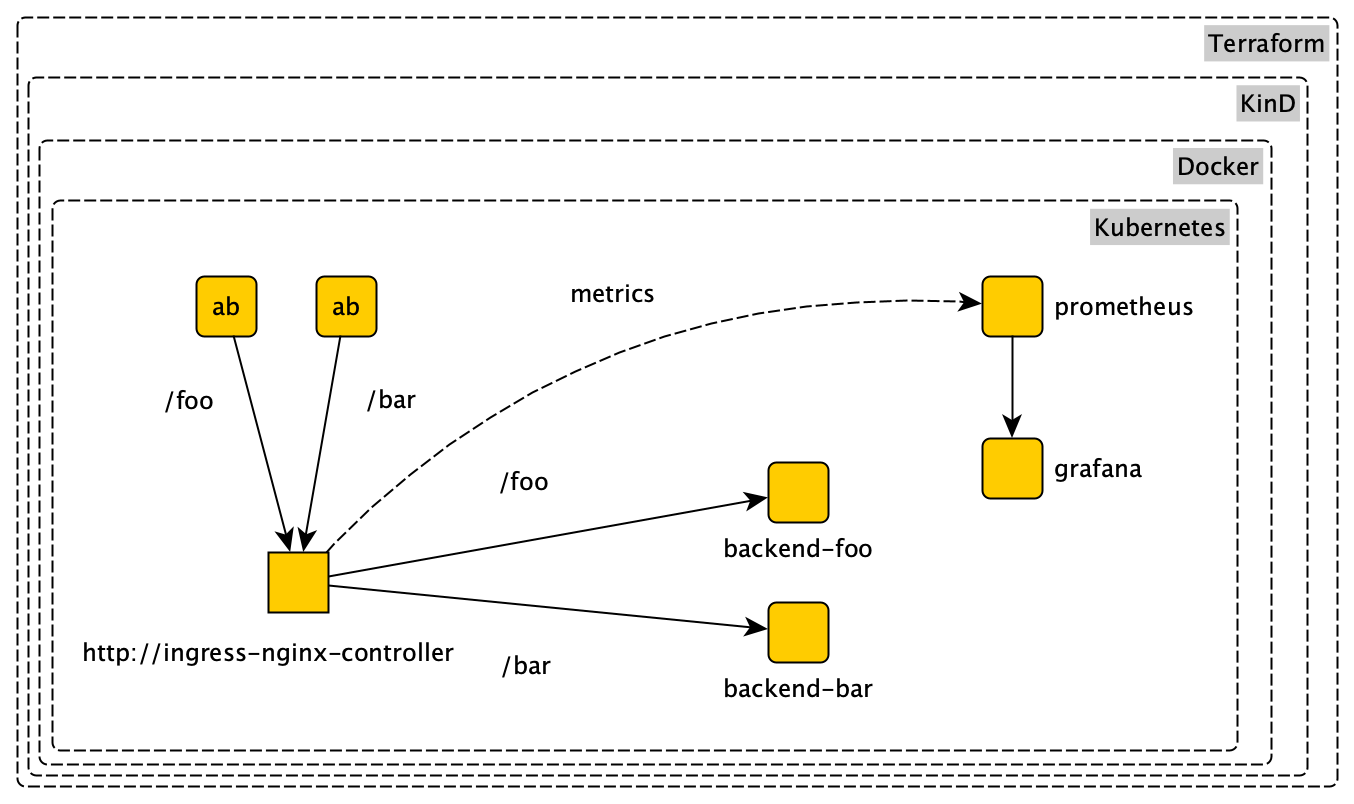 Terraform
KinD
Docker
Kubernetes
ab
ab
metrics
prometheus
/foo
/bar
grafana
/foo
backend-foo
http://ingress-nginx-controller
/bar
backend-bar